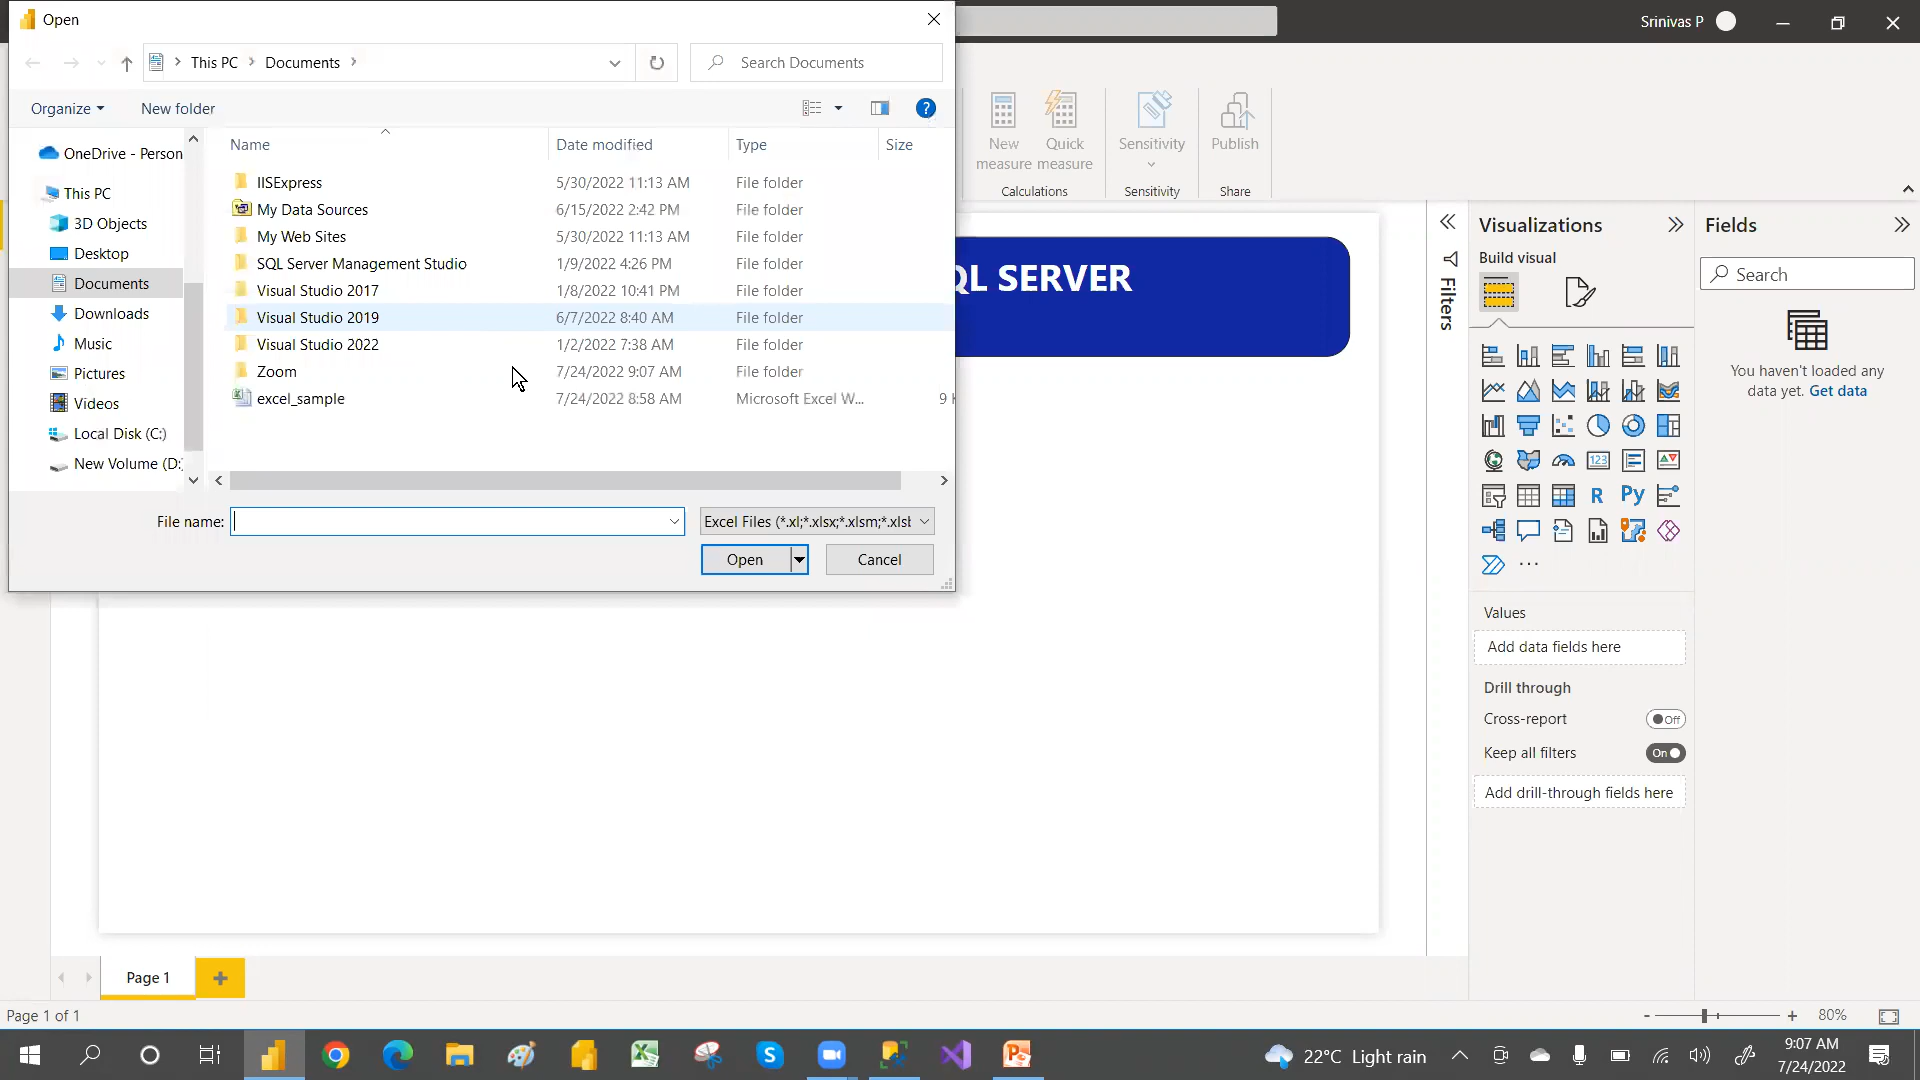 Open
Srinivas P
This PC
Documents
Search Documents
Organize
New folder
Name
Date modified
Type
Size
OneDrive - Person
This PC
3D Objects
Desktop
Documents
Downloads
Music
Pictures
Videos
Local Disk (C:)
New Volume (D:
IISExpress 5/30/2022 11:13 AM File folder
My Data Sources 6/15/2022 2:42 PM File folder
My Web Sites 5/30/2022 11:13 AM File folder
SQL Server Management Studio 1/9/2022 4:26 PM File folder
Visual Studio 2017 1/8/2022 10:41 PM File folder
Visual Studio 2019 6/7/2022 8:40 AM File folder
Visual Studio 2022 1/2/2022 7:38 AM File folder
Zoom 7/24/2022 9:07 AM File folder
excel_sample 7/24/2022 8:58 AM Microsoft Excel W... 9
File name:
Excel Files (*.xl;*.xlsx;*.xlsm;*.xlsb
Open
Cancel
New
measure
Quick
measure
Calculations
Sensitivity
Sensitivity
Publish
Share
QL SERVER
Filters
Visualizations
Build visual
123
R
Py
...
Values
Add data fields here
Drill through
Cross-report
Off
Keep all filters
On
Add drill-through fields here
Fields
Search
You haven't loaded any
data yet. Get data
Page 1
Page 1 of 1
- + 80%
22°C Light rain
9:07 AM
7/24/2022